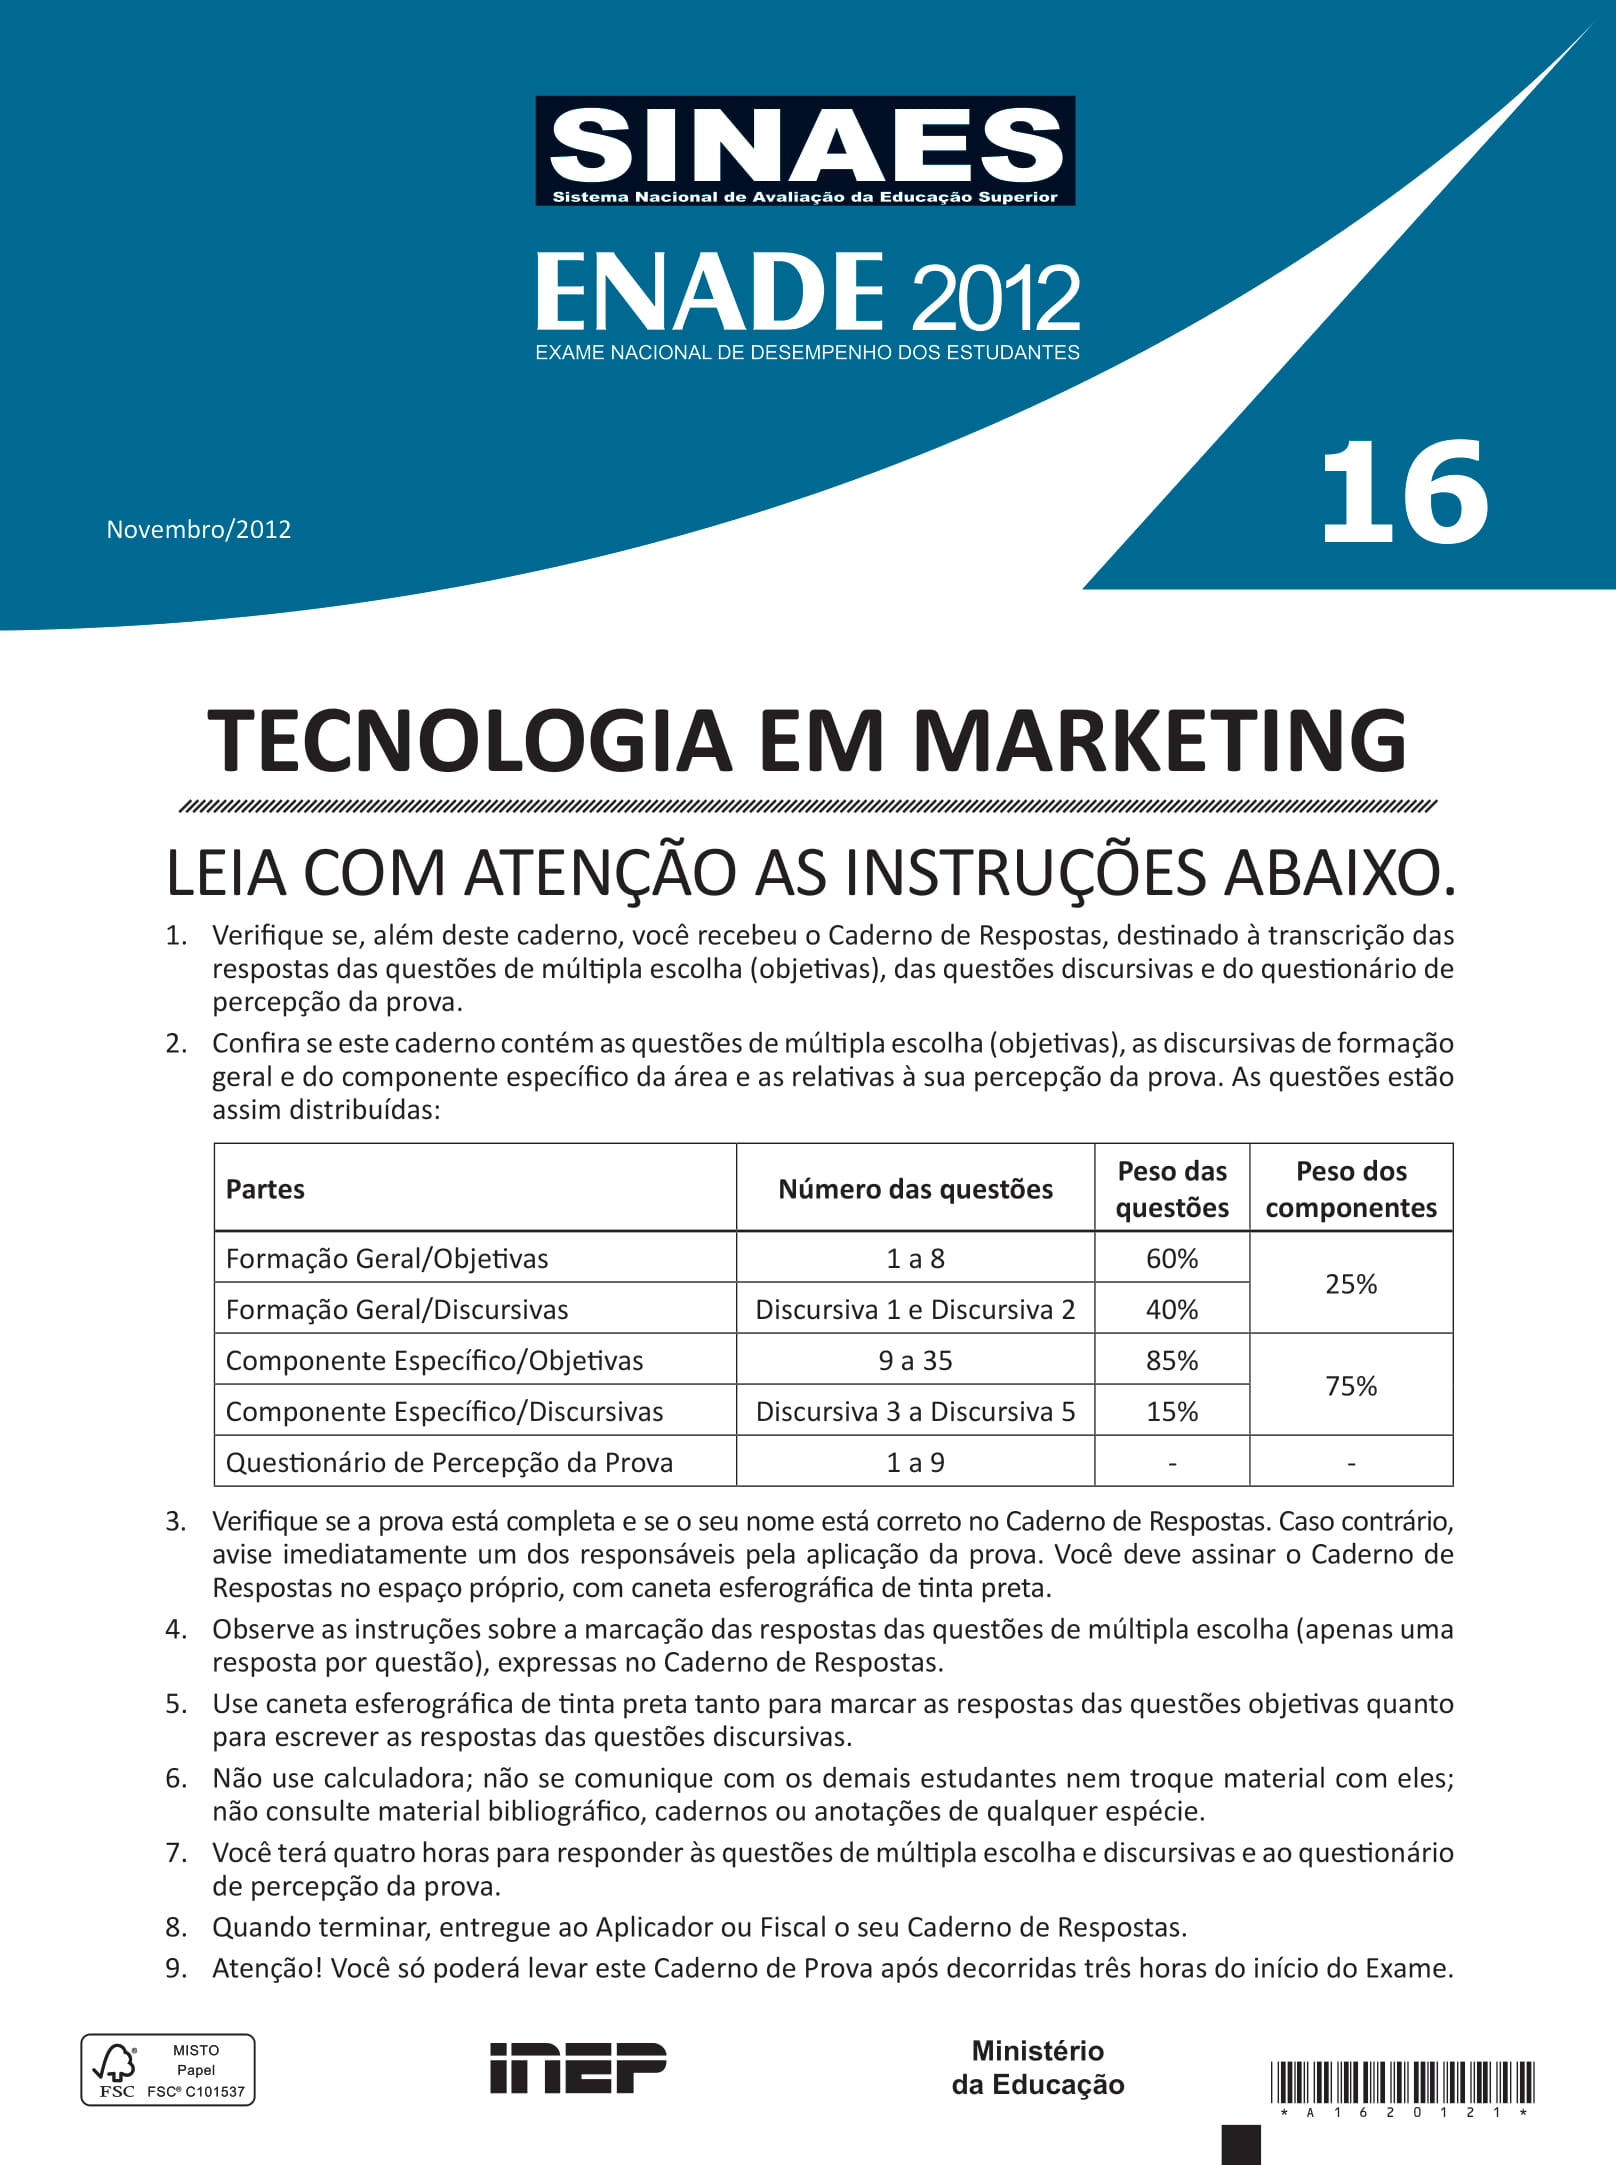 SINAES
Sistema Nacional de Avaliação da Educação Superior
ENADE 2012
EXAME NACIONAL DE DESEMPENHO DOS ESTUDANTES
16
Novembro/2012
TECNOLOGIA EM MARKETING
LEIA COM ATENÇÃO AS INSTRUÇÕES ABAIXO.
1. Verifique se, além deste caderno, você recebeu o Caderno de Respostas, destinado à transcrição das
respostas das questões de múltipla escolha (objetivas), das questões discursivas e do questionário de
percepção da prova.
2. Confira se este caderno contém as questões de múltipla escolha (objetivas), as discursivas de formação
geral e do componente específico da área e as relativas à sua percepção da prova. As questões estão
assim distribuídas:
Partes Número das questões Peso das questões Peso dos componentes
Formação Geral/Objetivas 1 a 8 60% 25%
Formação Geral/Discursivas Discursiva 1 e Discursiva 2 40%
Componente Específico/Objetivas 9 a 35 85% 75%
Componente Específico/Discursivas Discursiva 3 a Discursiva 5 15%
Questionário de Percepção da Prova 1 a 9 - -
3. Verifique se a prova está completa e se o seu nome está correto no Caderno de Respostas. Caso contrário,
avise imediatamente um dos responsáveis pela aplicação da prova. Você deve assinar o Caderno de
Respostas no espaço próprio, com caneta esferográfica de tinta preta.
4. Observe as instruções sobre a marcação das respostas das questões de múltipla escolha (apenas uma
resposta por questão), expressas no Caderno de Respostas.
5. Use caneta esferográfica de tinta preta tanto para marcar as respostas das questões objetivas quanto
para escrever as respostas das questões discursivas.
6. Não use calculadora; não se comunique com os demais estudantes nem troque material com eles;
não consulte material bibliográfico, cadernos ou anotações de qualquer espécie.
7. Você terá quatro horas para responder às questões de múltipla escolha e discursivas e ao questionário
de percepção da prova.
8. Quando terminar, entregue ao Aplicador ou Fiscal o seu Caderno de Respostas.
9. Atenção! Você só poderá levar este Caderno de Prova após decorridas três horas do início do Exame.
MISTO
Papel
FSC® C101537
FSC
INEP
Ministério
da Educação
*A1620121*